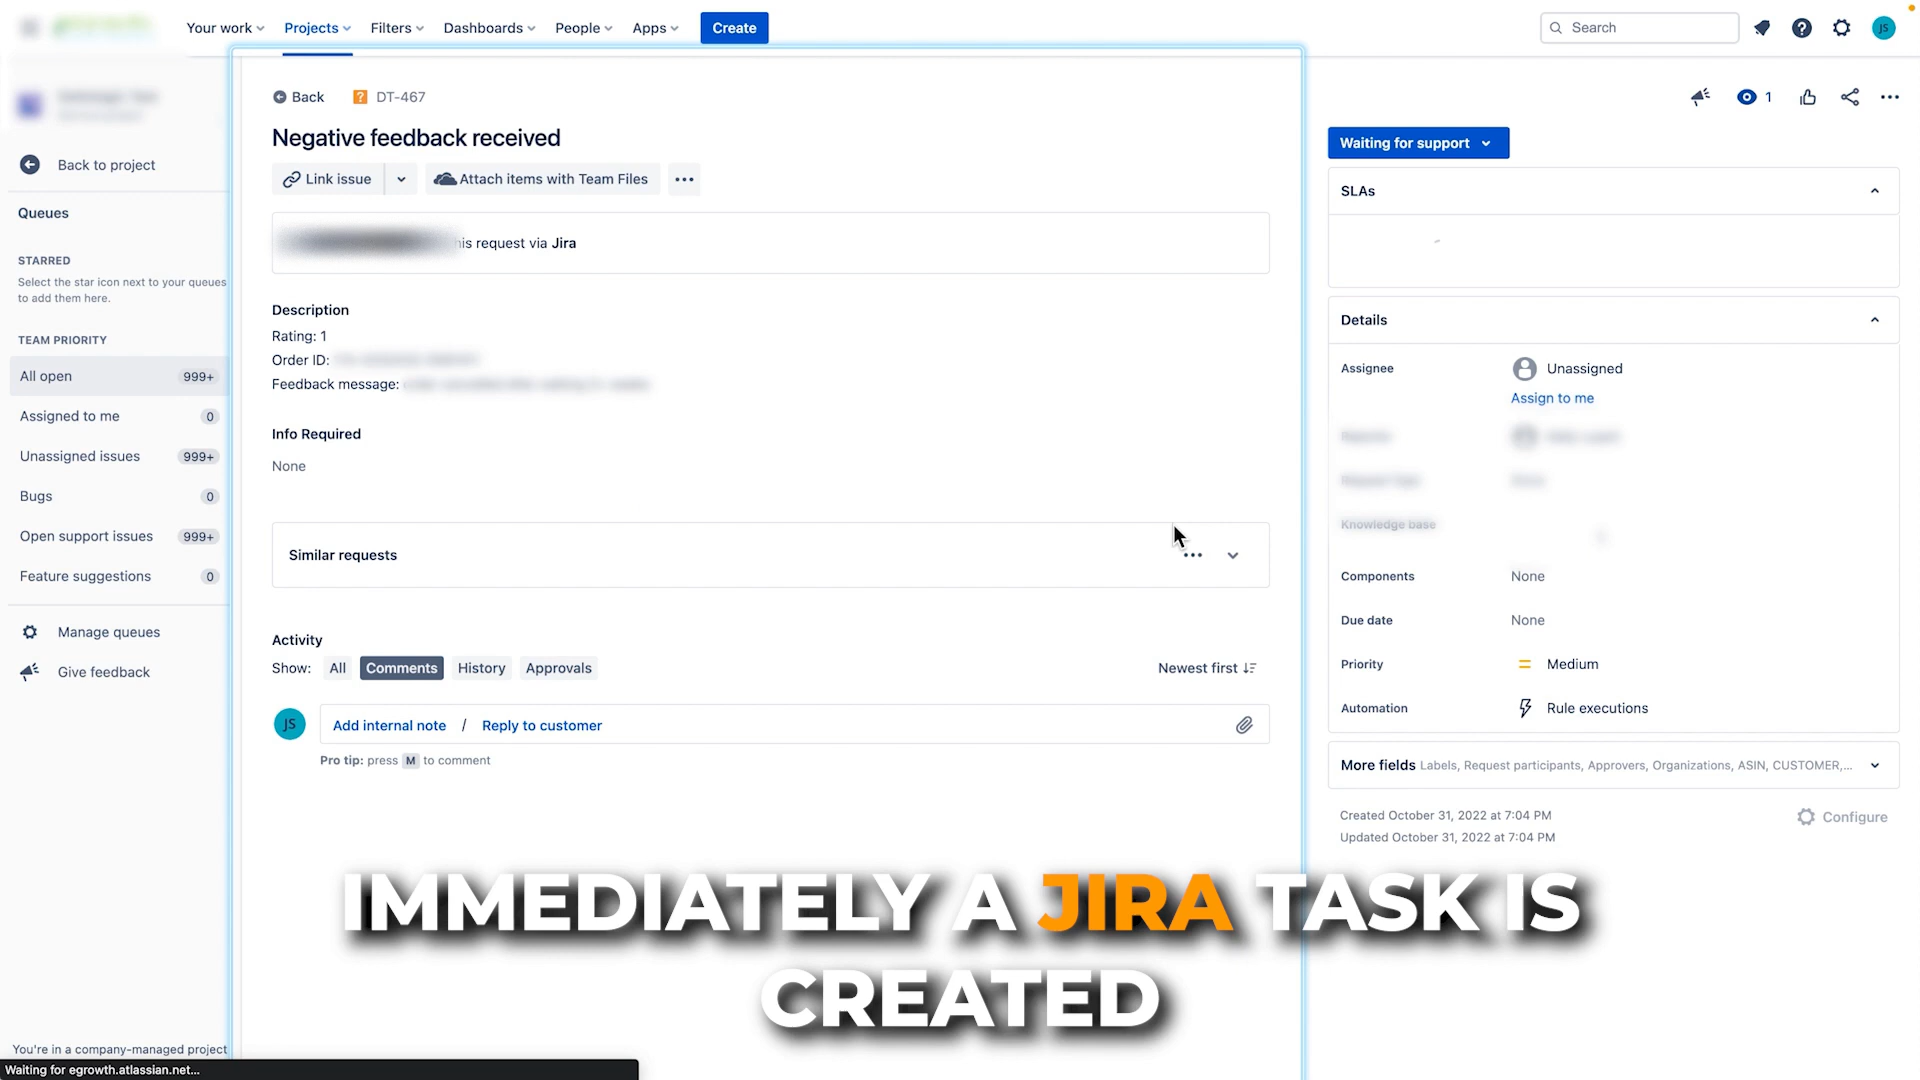 Your work
Projects
Filters
Dashboards
People
Apps
Create
Search
JS
Back to project
Queues
STARRED
Select the star icon next to your queues
to add them here.
TEAM PRIORITY
All open 999+
Assigned to me 0
Unassigned issues 999+
Bugs 0
Open support issues 999+
Feature suggestions 0
Manage queues
Give feedback
You're in a company-managed project
Waiting for egrowth.atlassian.net...
Back
DT-467
Negative feedback received
Link issue
Attach items with Team Files
request via Jira
Description
Rating: 1
Order ID:
Feedback message:
Info Required
None
Similar requests
Activity
Show: All Comments History Approvals
Newest first
JS
Add internal note / Reply to customer
Pro tip: press M to comment
1
Waiting for support
SLAs
Details
Assignee Unassigned
Assign to me
Knowledge base
Components None
Due date None
Priority Medium
Automation Rule executions
More fields Labels, Request participants, Approvers, Organizations, ASIN, CUSTOMER,...
Created October 31, 2022 at 7:04 PM
Updated October 31, 2022 at 7:04 PM
Configure
IMMEDIATELY A JIRA TASK IS
CREATED